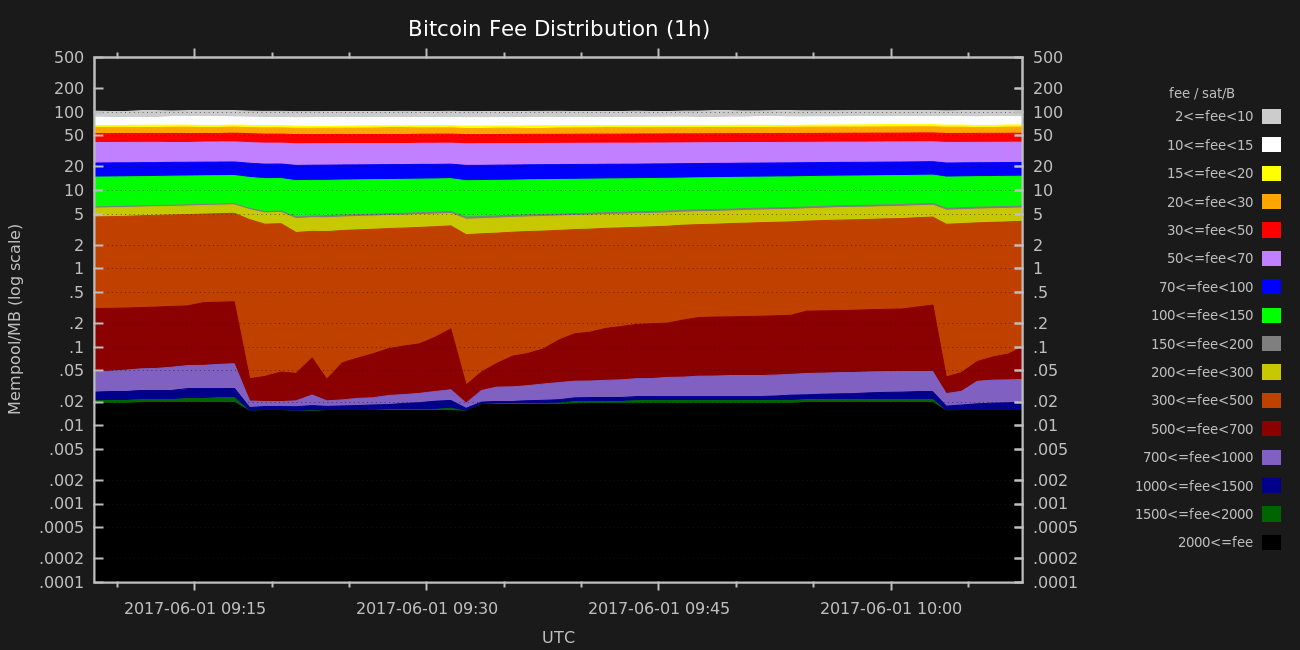 Bitcoin Fee Distribution (1h)
500 500
200 200
100 100
50 50
20 20
10 10
5 5
2 2
1 1
.5 .5
.2 .2
.1 .1
.05 .05
.02 .02
.01 .01
.005 .005
.002 .002
.001 .001
.0005 .0005
.0002 .0002
.0001 .0001
Mempool/MB (log scale)
2017-06-01 09:15 2017-06-01 09:30 2017-06-01 09:45 2017-06-01 10:00
UTC
fee / sat/B
2<=fee<10
10<=fee<15
15<=fee<20
20<=fee<30
30<=fee<50
50<=fee<70
70<=fee<100
100<=fee<150
150<=fee<200
200<=fee<300
300<=fee<500
500<=fee<700
700<=fee<1000
1000<=fee<1500
1500<=fee<2000
2000<=fee